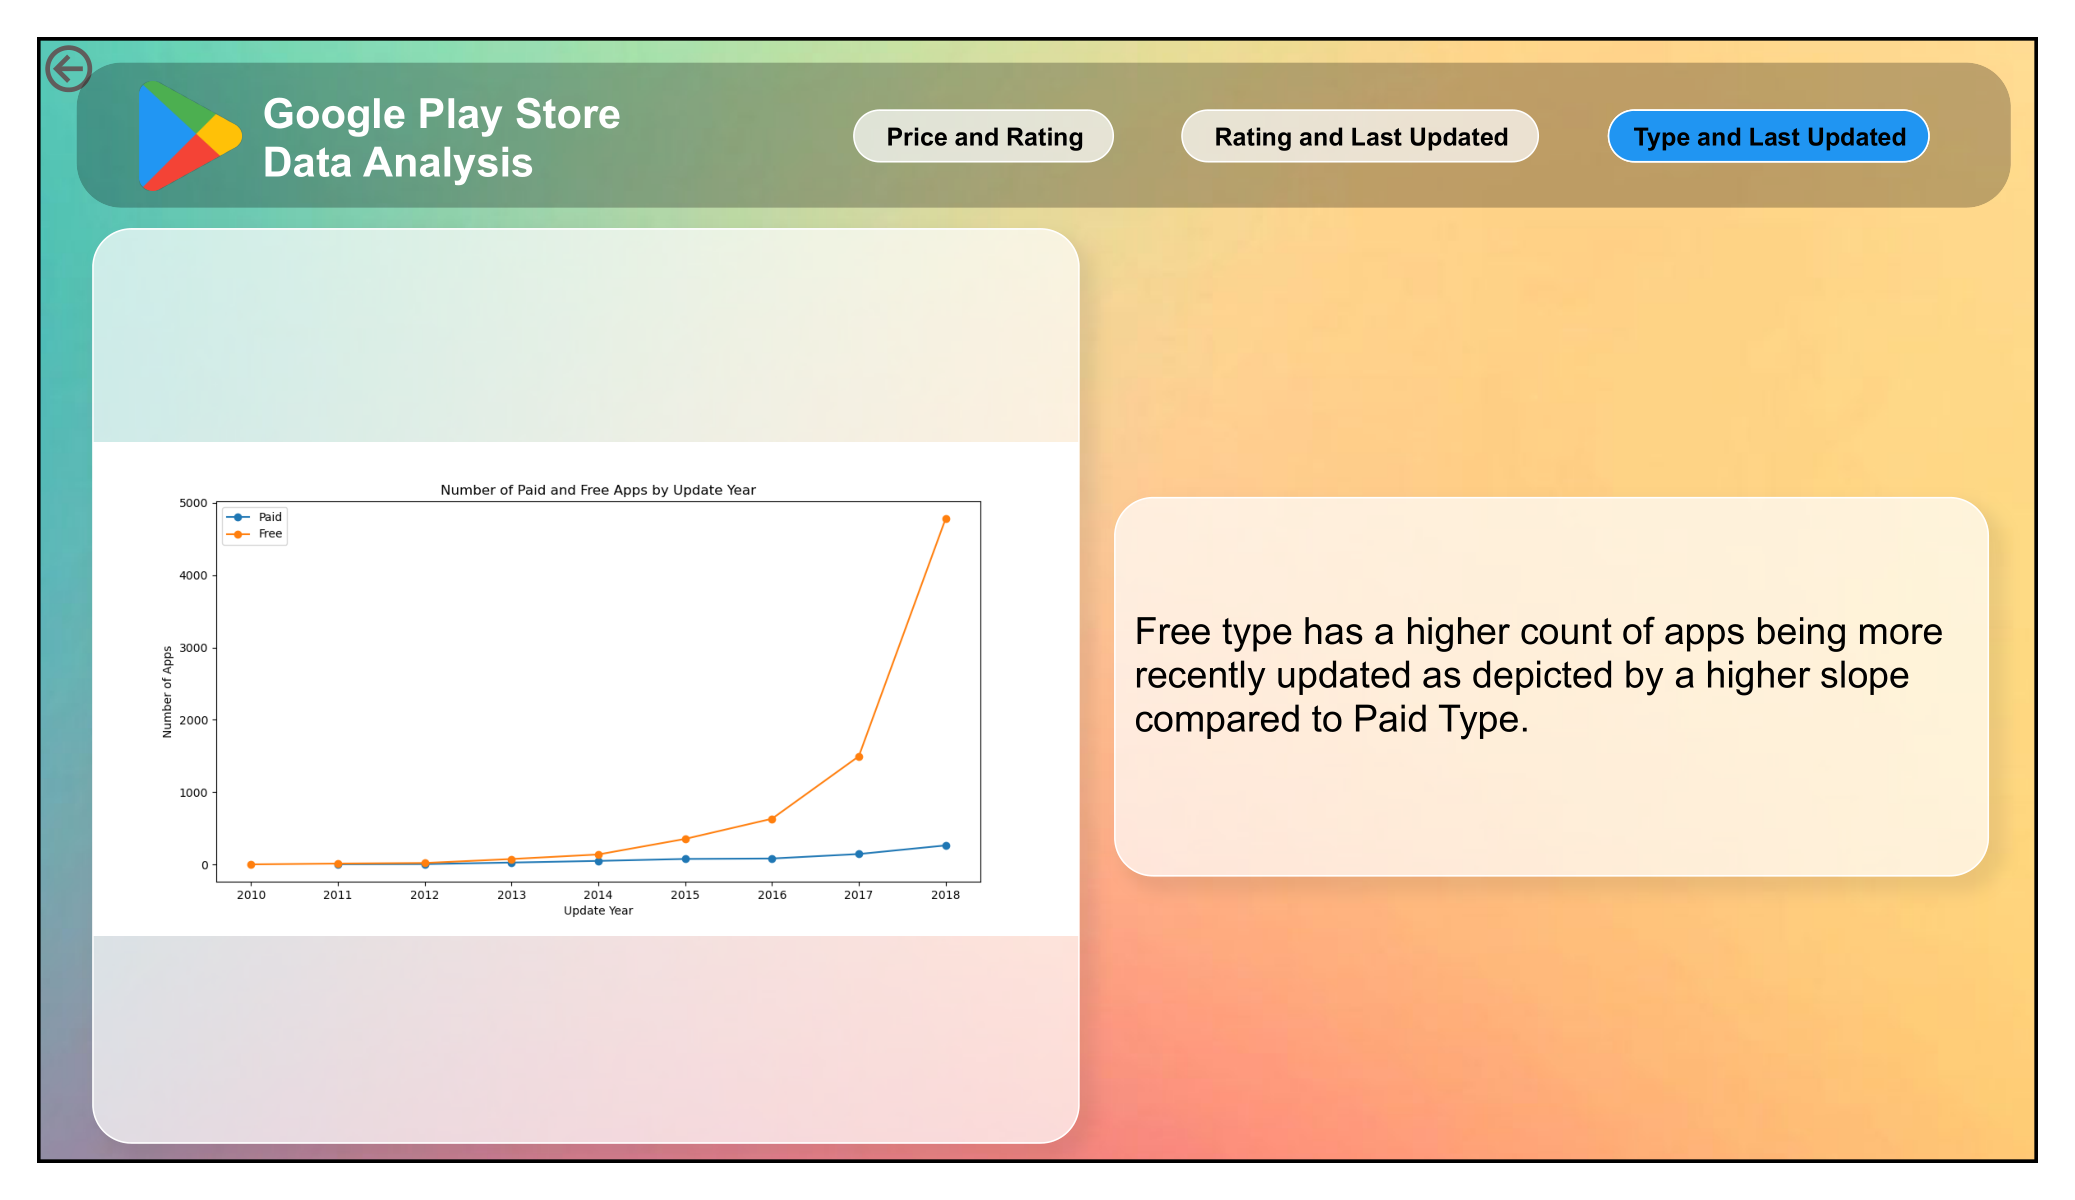 Google Play Store
Data Analysis
Price and Rating
Rating and Last Updated
Type and Last Updated
Number of Paid and Free Apps by Update Year
Paid
Free
5000
4000
3000
2000
1000
0
Number of Apps
2010 2011 2012 2013 2014 2015 2016 2017 2018
Update Year
Free type has a higher count of apps being more
recently updated as depicted by a higher slope
compared to Paid Type.